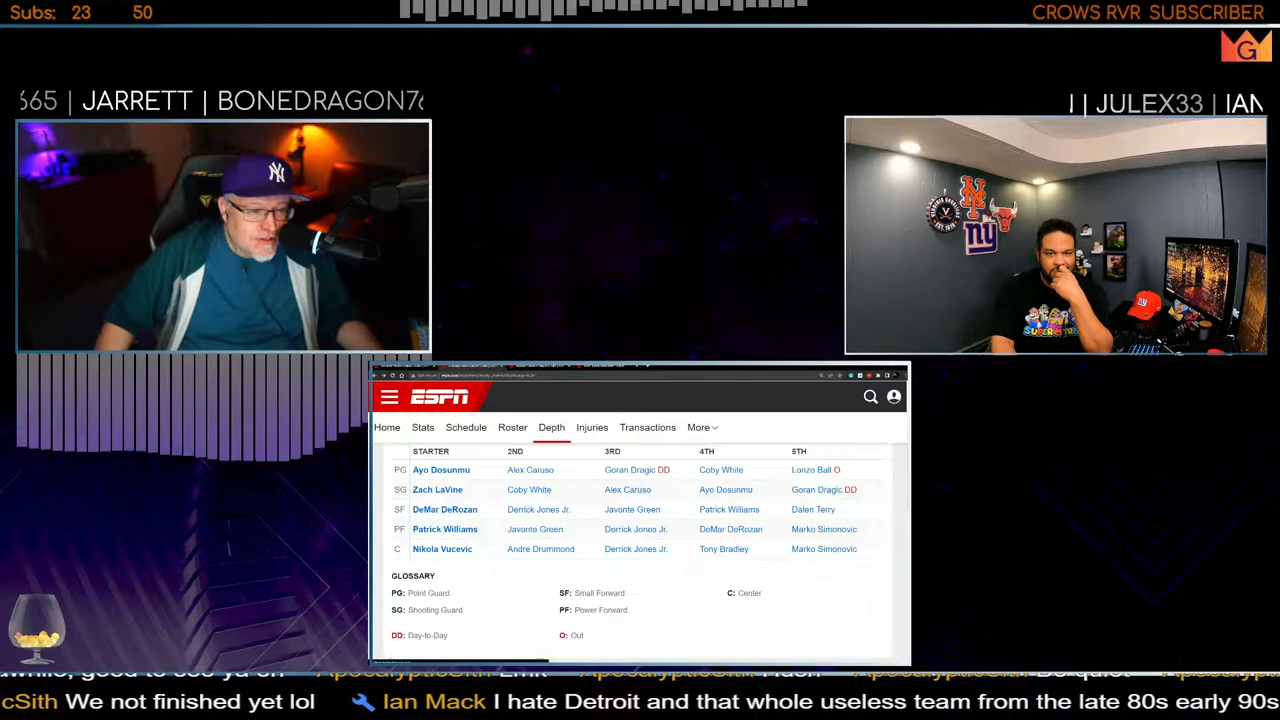 Subs: 23 50
CROWS RVR SUBSCRIBER
G
665 | JARRETT | BONEDRAGON76
| JULEX33 | IAN
NY
ESPN
Home Stats Schedule Roster Depth Injuries Transactions More
STARTER 2ND 3RD 4TH 5TH
PG Ayo Dosunmu Alex Caruso Goran Dragic DD Coby White Lonzo Ball O
SG Zach LaVine Coby White Alex Caruso Ayo Dosunmu Goran Dragic DD
SF DeMar DeRozan Derrick Jones Jr. Javonte Green Patrick Williams Dalen Terry
PF Patrick Williams Javonte Green Derrick Jones Jr. DeMar DeRozan Marko Simonovic
C Nikola Vucevic Andre Drummond Derrick Jones Jr. Tony Bradley Marko Simonovic
GLOSSARY
PG: Point Guard SF: Small Forward C: Center
SG: Shooting Guard PF: Power Forward
DD: Day-to-Day O: Out
cSith We not finished yet lol Ian Mack I hate Detroit and that whole useless team from the late 80s early 90s